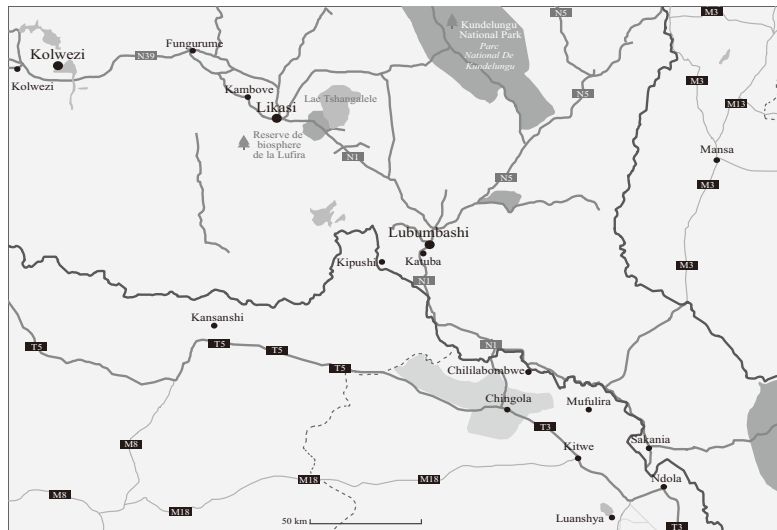 N5
M3
Kundelungu
National Park
Parc
National De
Kundelungu
Fungurume
Kolwezi
N39
M3
Kolwezi
Kambove
Lac Tshangalele
N5
M13
Likasi
Reserve de
biosphere
de la Lufira
N1
Mansa
N5
M3
Lubumbashi
Kipushi
Katuba
M3
N1
Kansanshi
T5
T5
T5
N1
T5
Chililabombwe
Chingola
Mufulira
T3
M8
Kitwe
Sakania
M18
M18
Ndola
M8
M18
50 km
Luanshya
T3